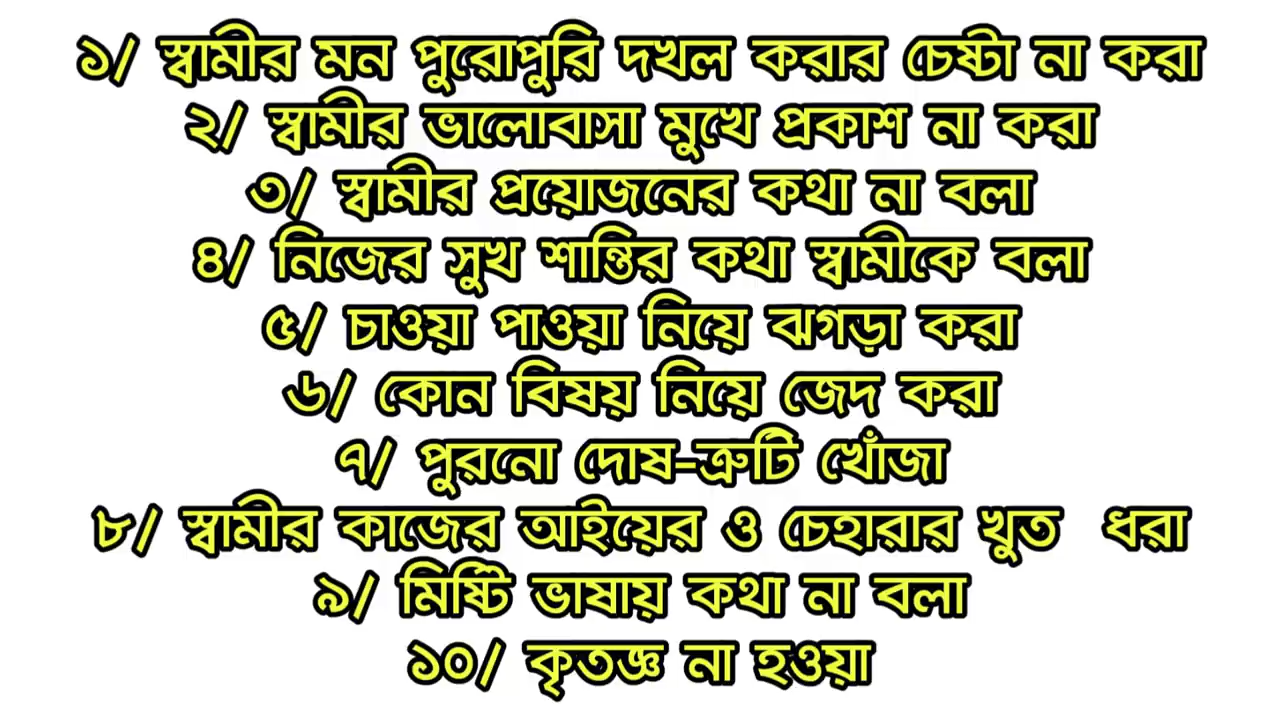 ১/ স্বামীর মন পুরোপুরি দখল করার চেষ্টা না করা
২/ স্বামীর ভালোবাসা মুখে প্রকাশ না করা
৩/ স্বামীর প্রয়োজনের কথা না বলা
৪/ নিজের সুখ শান্তির কথা স্বামীকে বলা
৫/ চাওয়া পাওয়া নিয়ে ঝগড়া করা
৬/ কোন বিষয় নিয়ে জেদ করা
৭/ পুরনো দোষ-ত্রুটি খোঁজা
৮/ স্বামীর কাজের আইয়ের ও চেহারার খুত ধরা
৯/ মিষ্টি ভাষায় কথা না বলা
১০/ কৃতজ্ঞ না হওয়া